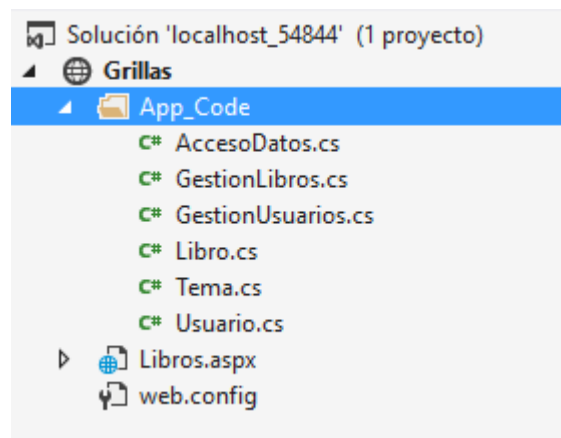 Solución 'localhost_54844' (1 proyecto)
Grillas
App_Code
C# AccesoDatos.cs
C# GestionLibros.cs
C# GestionUsuarios.cs
C# Libro.cs
C# Tema.cs
C# Usuario.cs
Libros.aspx
web.config